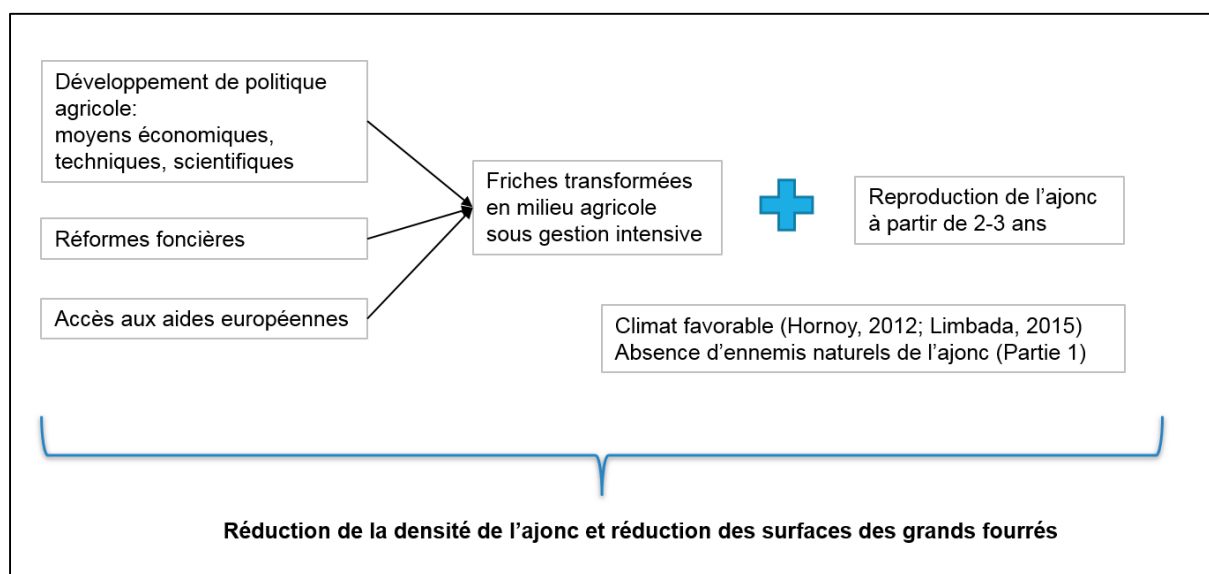 Développement de politique
agricole:
moyens économiques,
techniques, scientifiques
Réformes foncières
Accès aux aides européennes
Friches transformées
en milieu agricole
sous gestion intensive
Reproduction de l’ajonc
à partir de 2-3 ans
Climat favorable (Hornoy, 2012; Limbada, 2015)
Absence d’ennemis naturels de l’ajonc (Partie 1)
Réduction de la densité de l’ajonc et réduction des surfaces des grands fourrés